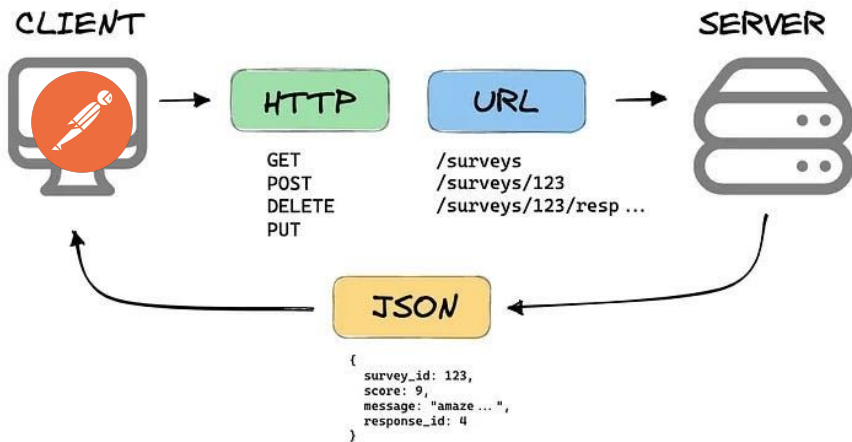 CLIENT
SERVER
HTTP
URL
GET
POST
DELETE
PUT
/surveys
/surveys/123
/surveys/123/resp ...
JSON
{
survey_id: 123,
score: 9,
message: "amaze ... ",
response_id: 4
}